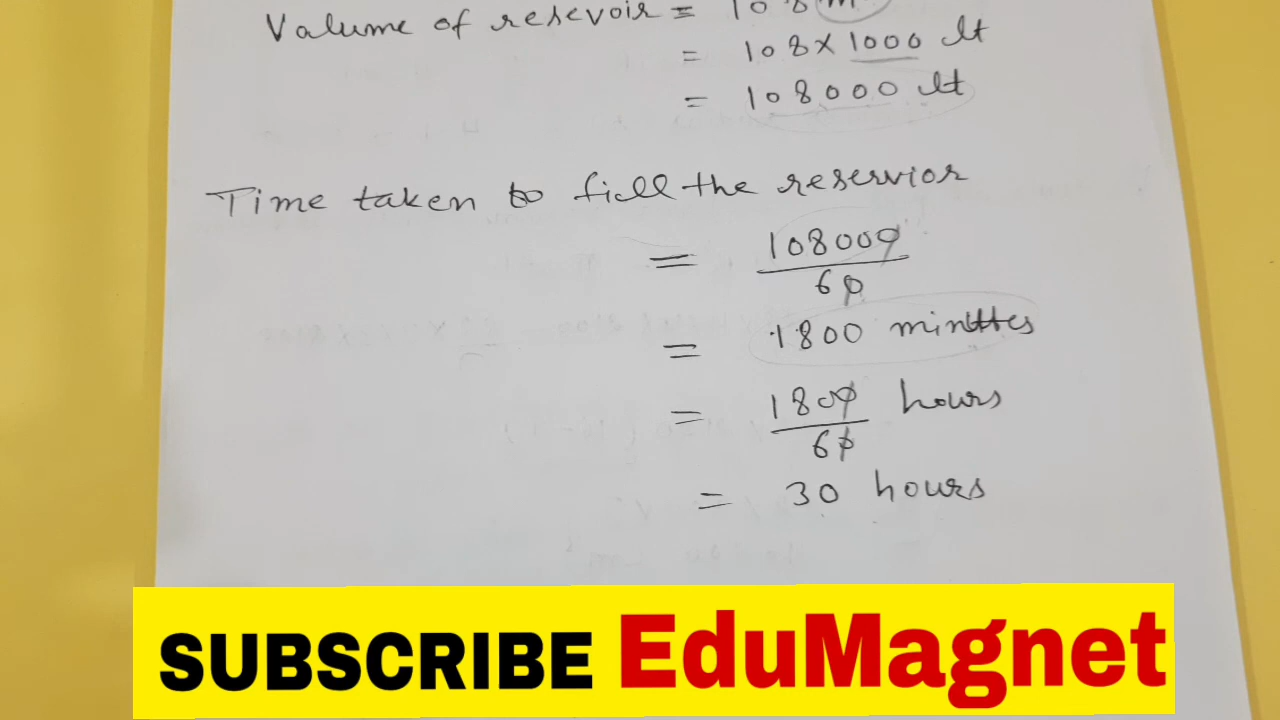 Valume of resevoir = 108 m
= 108 × 1000 lt
= 108000 lt
Time taken to fill the reservior
= 108000
60
= 1800 minttes
= 1800 hours
60
= 30 hours
SUBSCRIBE EduMagnet